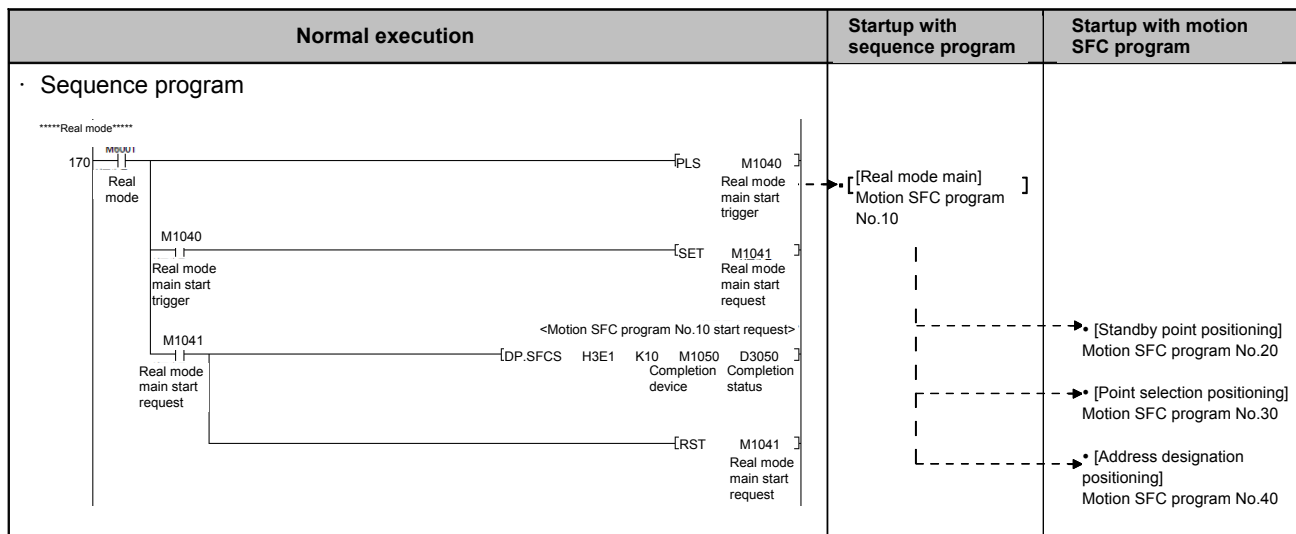 Normal execution
Startup with
sequence program
Startup with motion
SFC program
· Sequence program
*****Real mode*****
170
M6001
Real
mode
PLS M1040
Real mode
main start
trigger
M1040
Real mode
main start
trigger
SET M1041
Real mode
main start
request
<Motion SFC program No.10 start request>
M1041
Real mode
main start
request
DP.SFCS H3E1 K10 M1050 D3050
Completion
device
Completion
status
RST M1041
Real mode
main start
request
• [Real mode main]
Motion SFC program
No.10
• [Standby point positioning]
Motion SFC program No.20
• [Point selection positioning]
Motion SFC program No.30
• [Address designation
positioning]
Motion SFC program No.40